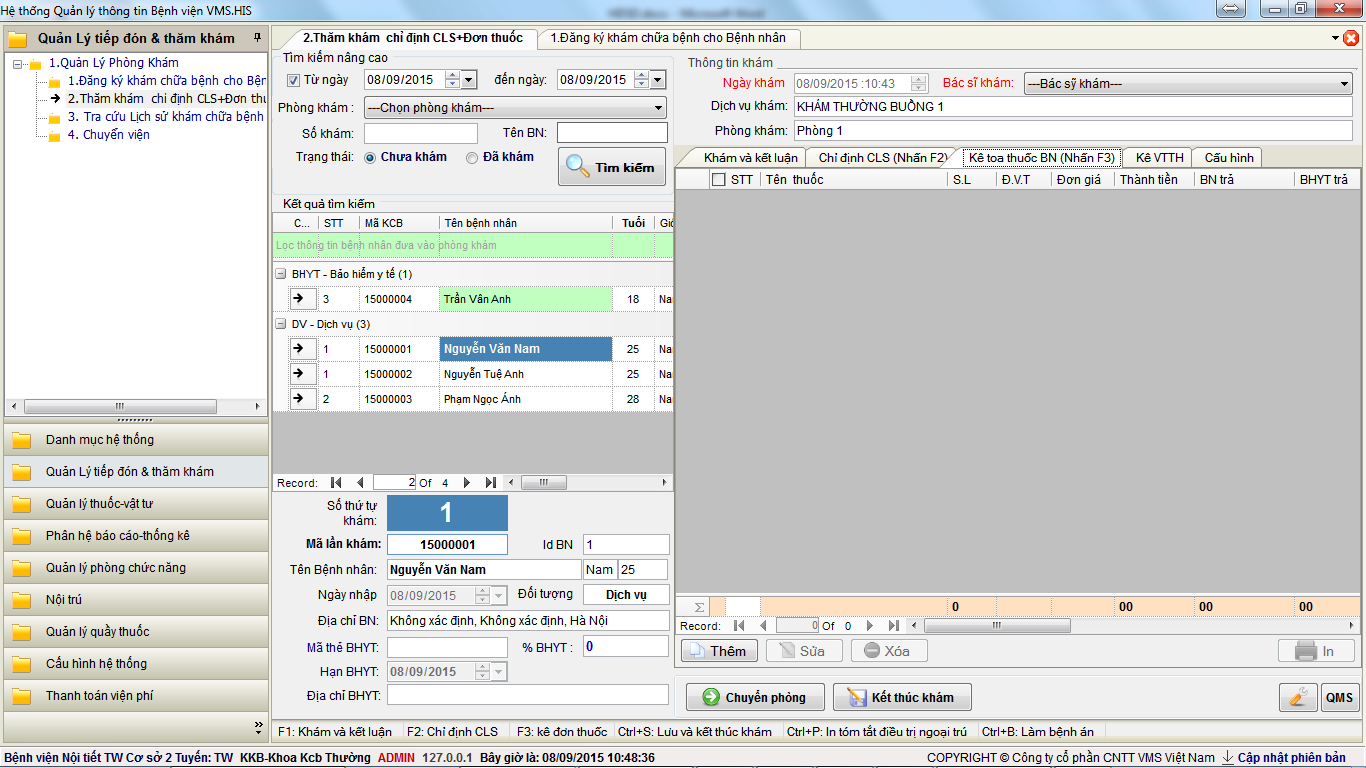 Hệ thống Quản lý thông tin Bệnh viện VMS.HIS
Quản Lý tiếp đón & thăm khám
1.Quản Lý Phòng Khám
1.Đăng ký khám chữa bệnh cho Bện
2.Thăm khám chỉ định CLS+Đơn thu
3. Tra cứu Lịch sử khám chữa bệnh
4. Chuyển viện
Danh mục hệ thống
Quản Lý tiếp đón & thăm khám
Quản lý thuốc-vật tư
Phân hệ báo cáo-thống kê
Quản lý phòng chức năng
Nội trú
Quản lý quầy thuốc
Cấu hình hệ thống
Thanh toán viện phí
2.Thăm khám chỉ định CLS+Đơn thuốc
1.Đăng ký khám chữa bệnh cho Bệnh nhân
Tìm kiếm nâng cao
Từ ngày 08/09/2015 đến ngày: 08/09/2015
Phòng khám : ---Chọn phòng khám---
Số khám: Tên BN:
Trạng thái: Chưa khám Đã khám
Tìm kiếm
Kết quả tìm kiếm
C... STT Mã KCB Tên bệnh nhân Tuổi Giớ
Lọc thông tin bệnh nhân đưa vào phòng khám
BHYT - Bảo hiểm y tế (1)
3 15000004 Trần Vân Anh 18 Na
DV - Dịch vụ (3)
1 15000001 Nguyễn Văn Nam 25 Na
1 15000002 Nguyễn Tuệ Anh 25 Na
2 15000003 Phạm Ngọc Ánh 28 Na
Record: 2 Of 4
Số thứ tự khám: 1
Mã lần khám: 15000001 Id BN 1
Tên Bệnh nhân: Nguyễn Văn Nam Nam 25
Ngày nhập 08/09/2015 Đối tượng Dịch vụ
Địa chỉ BN: Không xác định, Không xác định, Hà Nội
Mã thẻ BHYT: % BHYT : 0
Hạn BHYT: 08/09/2015
Địa chỉ BHYT:
Thông tin khám
Ngày khám 08/09/2015 :10:43 Bác sĩ khám: ---Bác sỹ khám---
Dịch vụ khám: KHÁM THƯỜNG BUỒNG 1
Phòng khám: Phòng 1
Khám và kết luận Chỉ định CLS (Nhấn F2) Kê toa thuốc BN (Nhấn F3) Kê VTTH Cấu hình
STT Tên thuốc S.L Đ.V.T Đơn giá Thành tiền BN trả BHYT trả
Σ 0 00 00 00
Record: 0 Of 0
Thêm Sửa Xóa In
Chuyển phòng Kết thúc khám QMS
F1: Khám và kết luận F2: Chỉ định CLS F3: kê đơn thuốc Ctrl+S: Lưu và kết thúc khám Ctrl+P: In tóm tắt điều trị ngoại trú Ctrl+B: Làm bệnh án
Bệnh viện Nội tiết TW Cơ sở 2 Tuyến: TW KKB-Khoa Kcb Thường ADMIN 127.0.0.1 Bây giờ là: 08/09/2015 10:48:36 COPYRIGHT © Công ty cổ phần CNTT VMS Việt Nam Cập nhật phiên bản